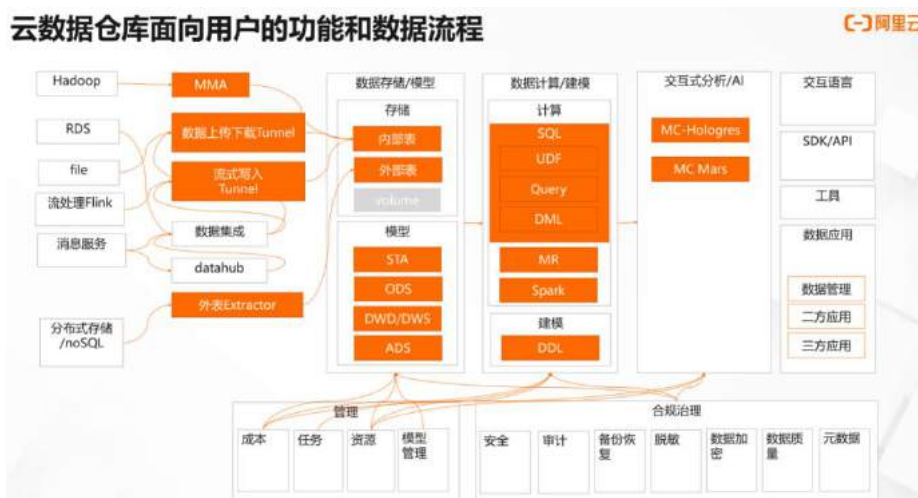 云数据仓库面向用户的功能和数据流程
阿里云
Hadoop
RDS
file
流处理Flink
消息服务
分布式存储
/noSQL
MMA
数据上传下载Tunnel
流式写入
Tunnel
数据集成
datahub
外表Extractor
数据存储/模型
存储
内部表
外部表
volume
模型
STA
ODS
DWD/DWS
ADS
数据计算/建模
计算
SQL
UDF
Query
DML
MR
Spark
建模
DDL
交互式分析/AI
MC-Hologres
MC Mars
交互语言
SDK/API
工具
数据应用
数据管理
二方应用
三方应用
管理
成本
任务
资源
模型
管理
合规治理
安全
审计
备份恢
复
脱敏
数据加
密
数据质
量
元数据